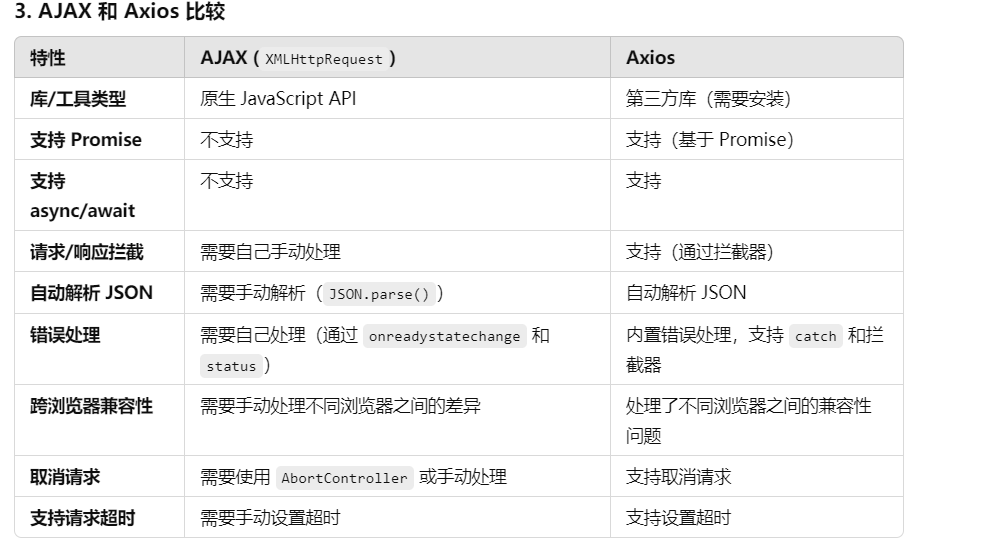 3. AJAX 和 Axios 比较
特性 AJAX ( XMLHttpRequest ) Axios
库/工具类型 原生 JavaScript API 第三方库（需要安装）
支持 Promise 不支持 支持（基于 Promise）
支持 不支持 支持
async/await
请求/响应拦截 需要自己手动处理 支持（通过拦截器）
自动解析 JSON 需要手动解析（JSON.parse()） 自动解析 JSON
错误处理 需要自己处理（通过 onreadystatechange 和 内置错误处理，支持 catch 和拦
status） 截器
跨浏览器兼容性 需要手动处理不同浏览器之间的差异 处理了不同浏览器之间的兼容性
问题
取消请求 需要使用 AbortController 或手动处理 支持取消请求
支持请求超时 需要手动设置超时 支持设置超时